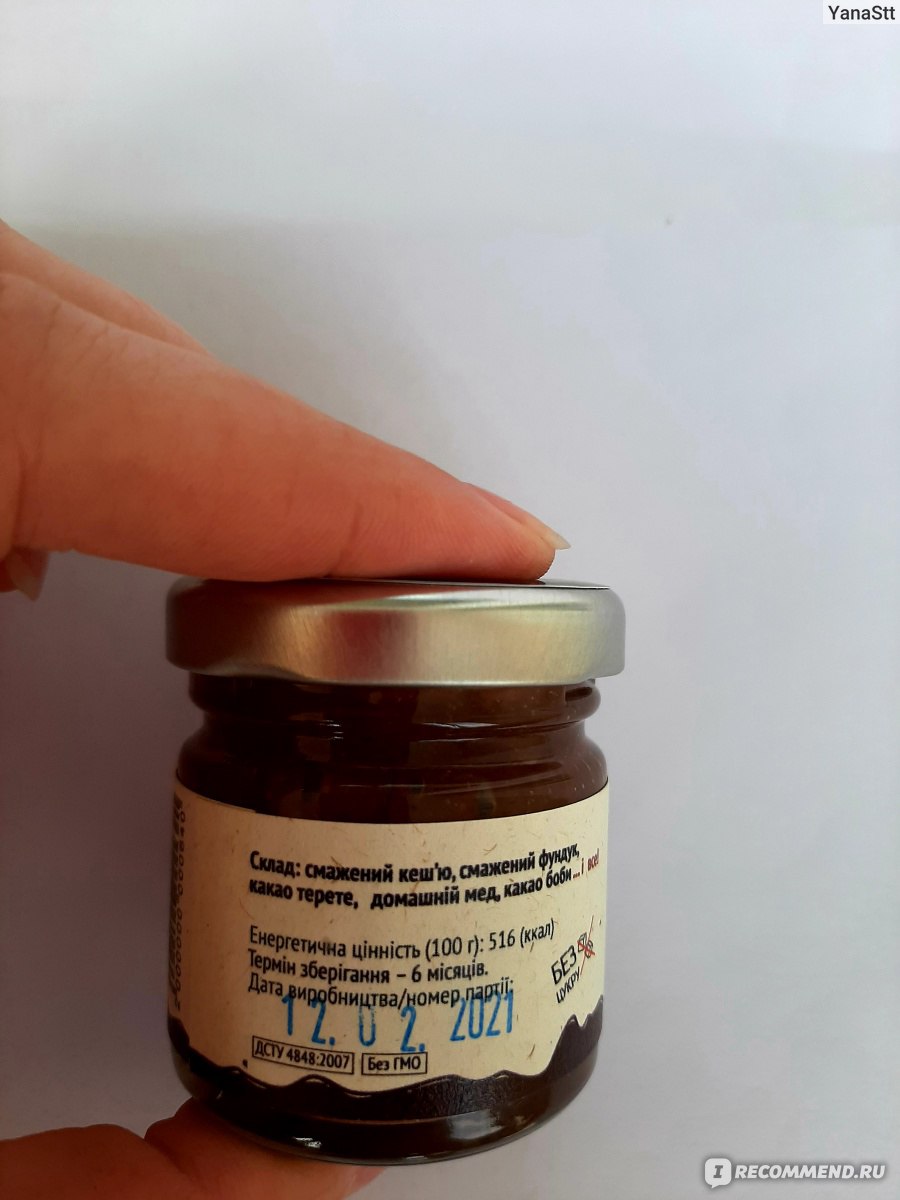 YanaStt
Склад: смажений кеш'ю, смажений фундук,
какао терете, домашній мед, какао боби... і все!
Енергетична цінність (100 г): 516 (ккал)
Термін зберігання – 6 місяців.
Дата виробництва/номер партії:
12.02.2021
БЕЗ
ЦУКРУ
ДСТУ 4848:2007 Без ГМО
IRECOMMEND.RU